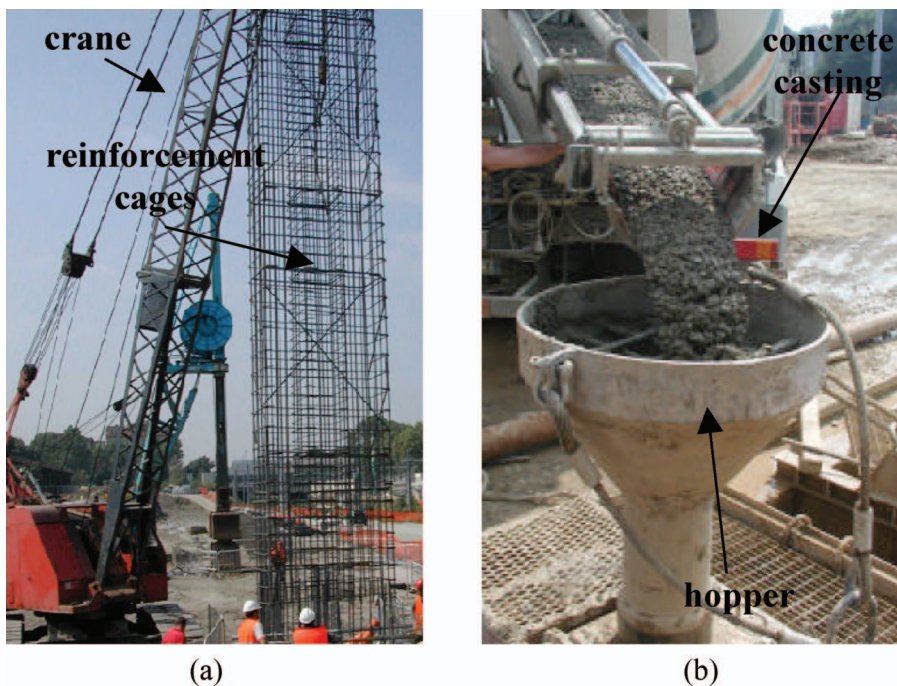 crane
reinforcement
cages
concrete
casting
hopper
(a)
(b)